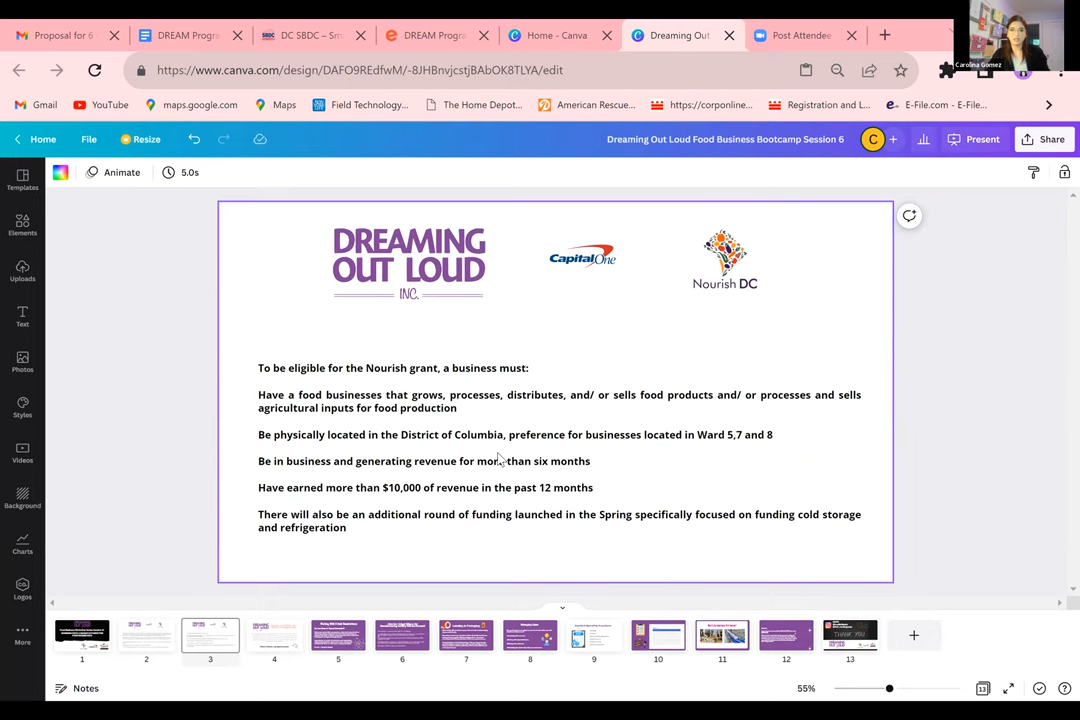 Proposal for 6
DREAM Progra
DC SBDC – Sm
DREAM Progra
Home - Canva
Dreaming Out
Post Attendee
Carolina Gomez
https://www.canva.com/design/DAFO9REdfwM/-8JHBnvjcstjBAbOK8TLYA/edit
Gmail
YouTube
maps.google.com
Maps
Field Technology...
The Home Depot...
American Rescue...
https://corponline...
Registration and L...
E-File.com - E-File...
Home
File
Resize
Dreaming Out Loud Food Business Bootcamp Session 6
C
Present
Share
Animate
5.0s
Templates
Elements
Uploads
Text
Photos
Styles
Videos
Background
Charts
Logos
More
DREAMING
OUT LOUD
INC.
CapitalOne
Nourish DC
To be eligible for the Nourish grant, a business must:
Have a food businesses that grows, processes, distributes, and/ or sells food products and/ or processes and sells
agricultural inputs for food production
Be physically located in the District of Columbia, preference for businesses located in Ward 5,7 and 8
Be in business and generating revenue for more than six months
Have earned more than $10,000 of revenue in the past 12 months
There will also be an additional round of funding launched in the Spring specifically focused on funding cold storage
and refrigeration
1
2
3
4
5
6
7
8
9
10
11
12
13
THANK YOU
Notes
55%
13